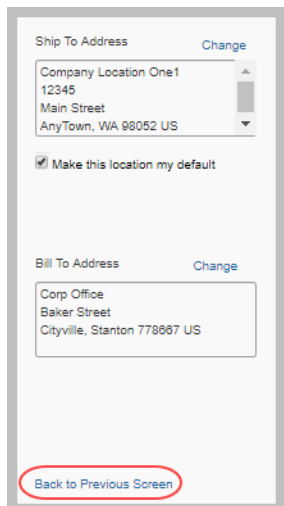 Ship To Address
Change
Company Location One1
12345
Main Street
AnyTown, WA 98052 US
Make this location my default
Bill To Address
Change
Corp Office
Baker Street
Cityville, Stanton 778667 US
Back to Previous Screen